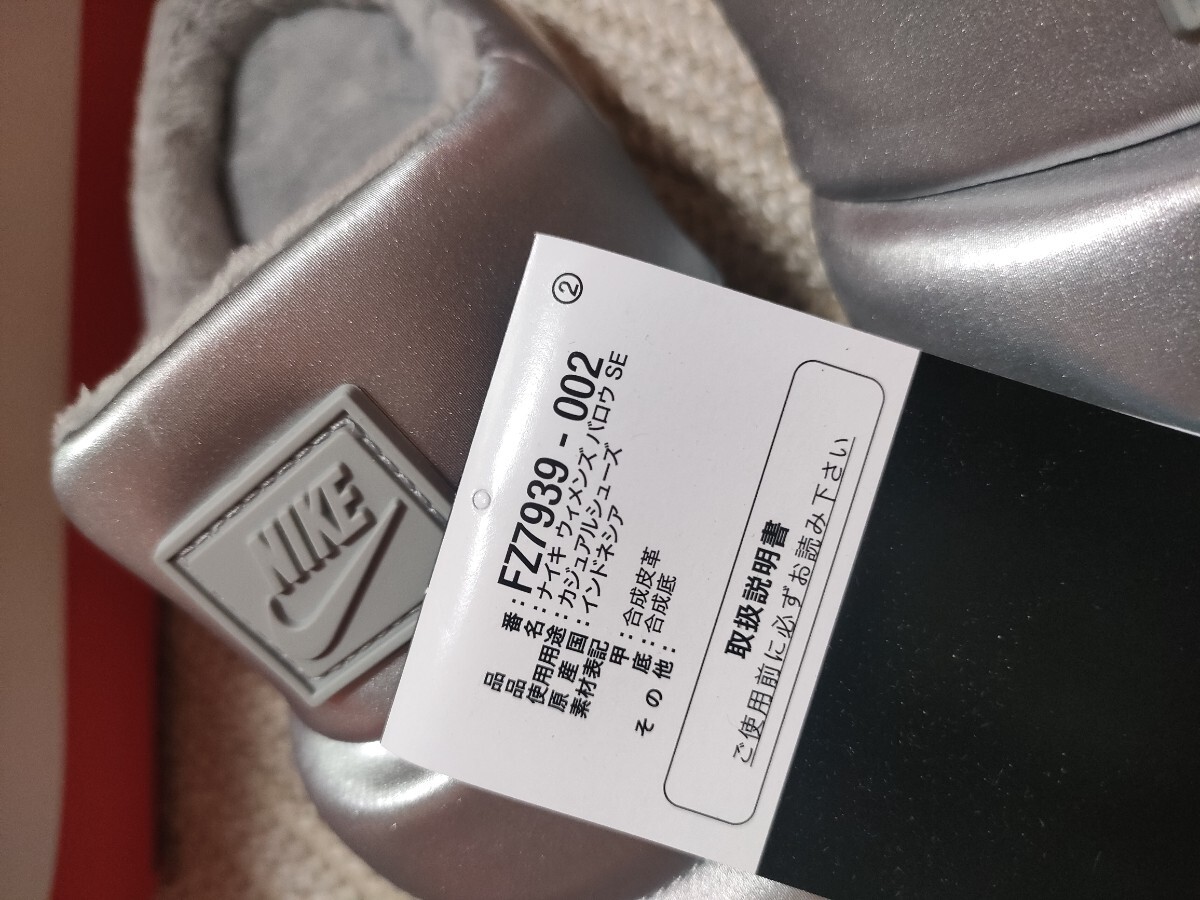 NIKE
②
品 番：FZ7939-002
品 名：ナイキ ウィメンズ バロウ SE
使用用途：カジュアルシューズ
原 産 国：インドネシア
素材表記
甲：合成皮革
底：合成底
その他：
取扱説明書
ご使用前に必ずお読み下さい